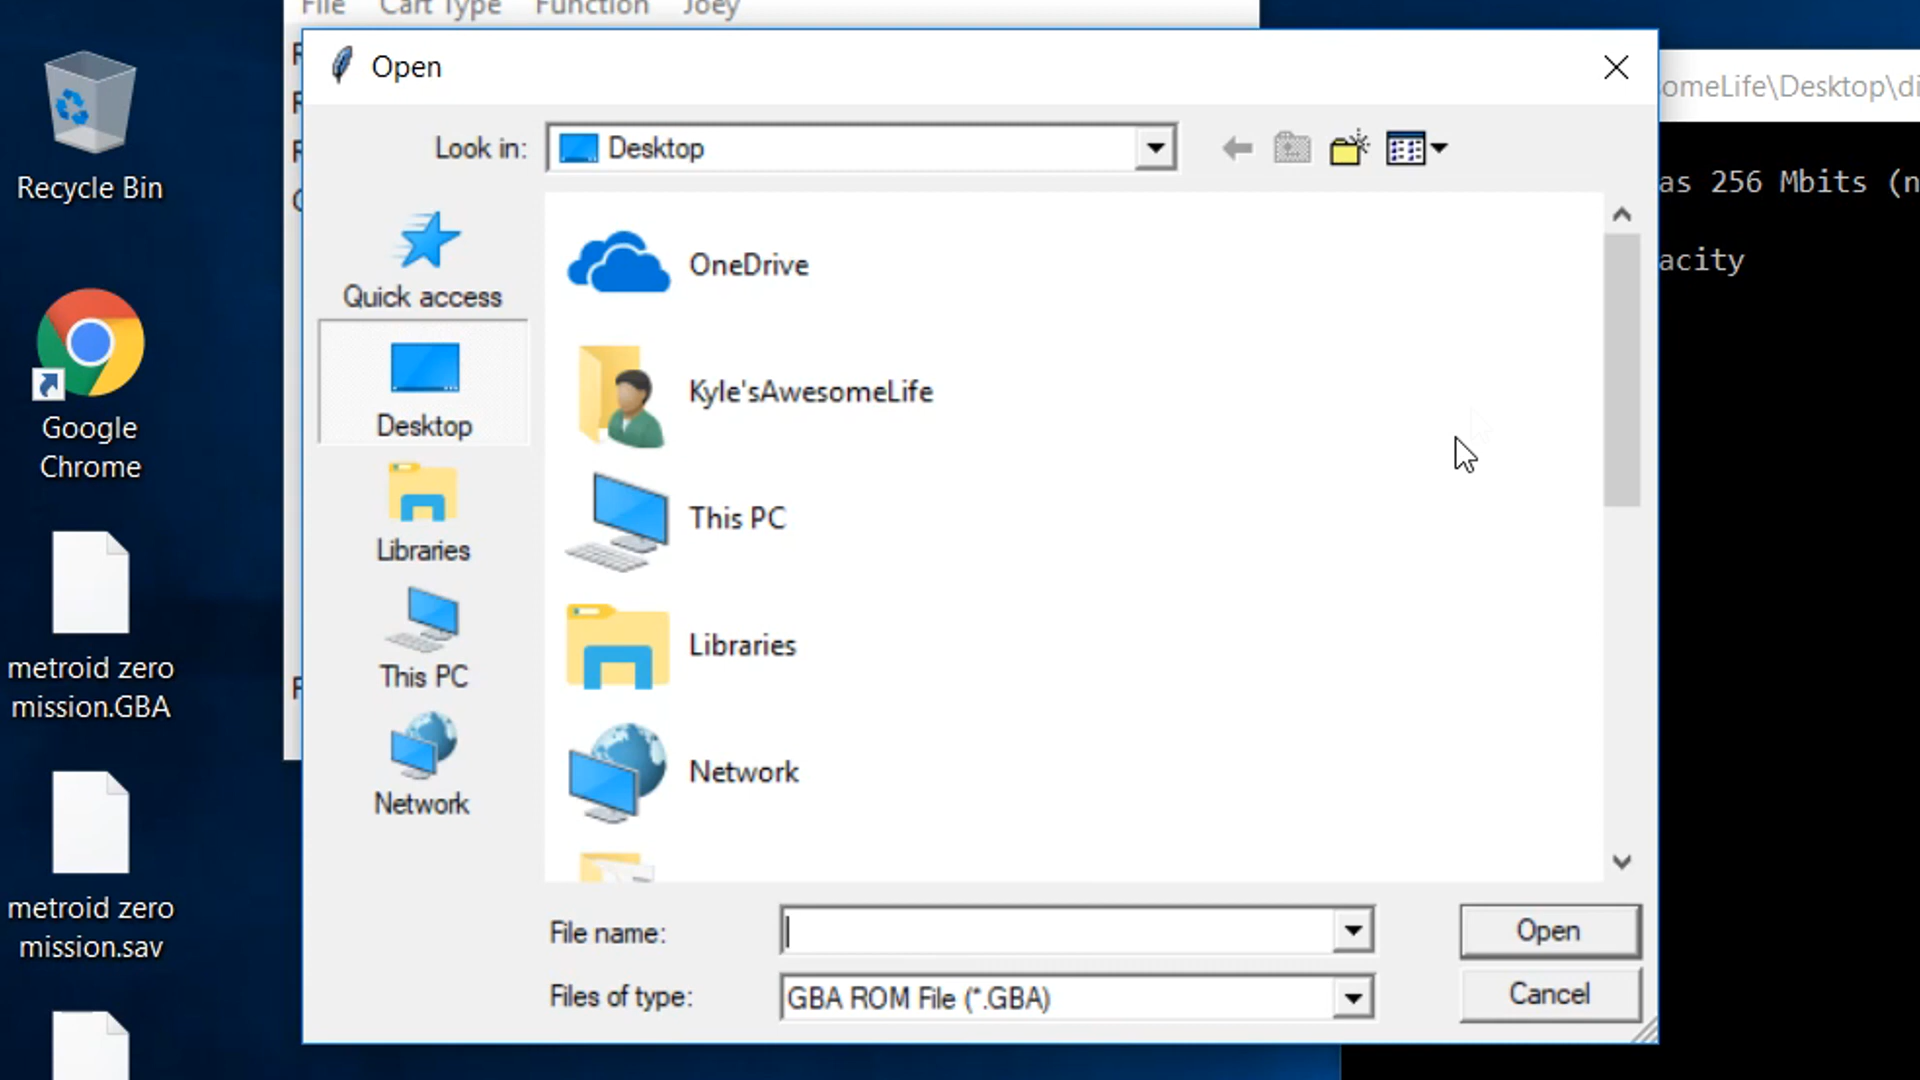 File Cart Type Function Joey
Open
omeLife\Desktop\di
Recycle Bin
Look in: Desktop
as 256 Mbits (n
acity
Quick access
OneDrive
Kyle'sAwesomeLife
Desktop
Google
Chrome
This PC
Libraries
Libraries
This PC
metroid zero
mission.GBA
Network
Network
metroid zero
mission.sav
File name:
Open
Files of type: GBA ROM File (*.GBA)
Cancel